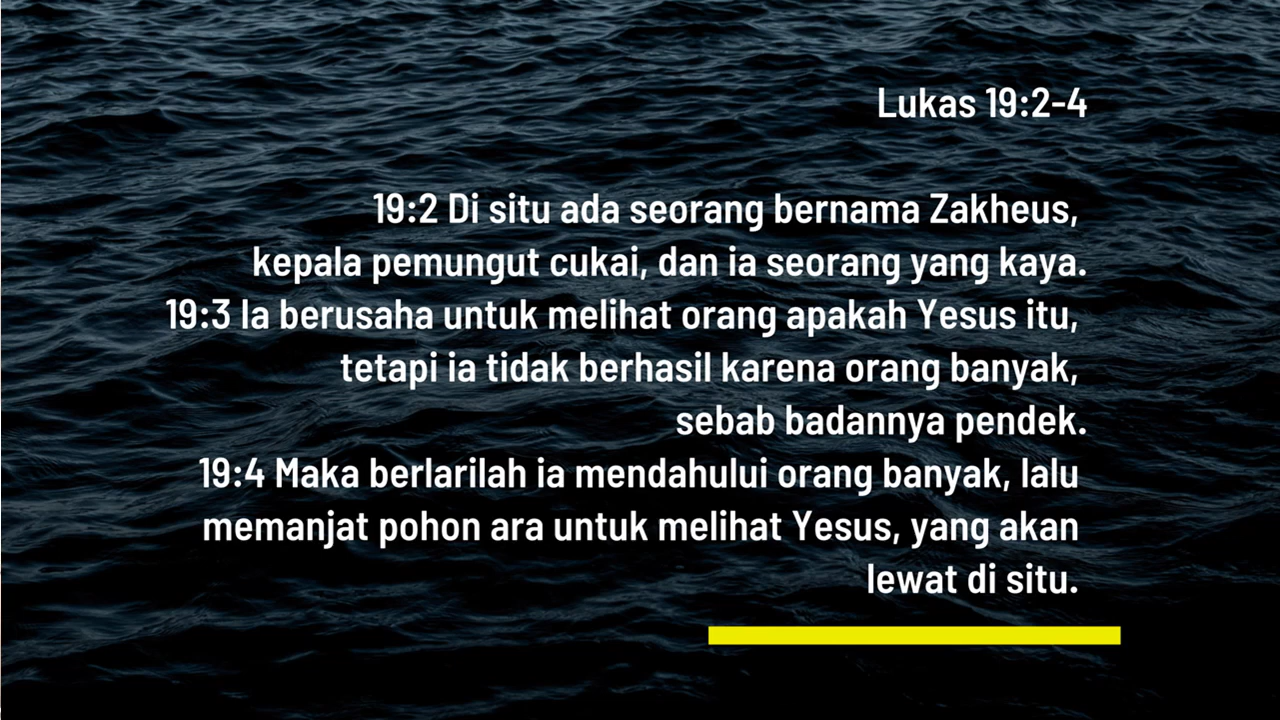 Lukas 19:2-4
19:2 Di situ ada seorang bernama Zakheus,
kepala pemungut cukai, dan ia seorang yang kaya.
19:3 Ia berusaha untuk melihat orang apakah Yesus itu,
tetapi ia tidak berhasil karena orang banyak,
sebab badannya pendek.
19:4 Maka berlarilah ia mendahului orang banyak, lalu
memanjat pohon ara untuk melihat Yesus, yang akan
lewat di situ.